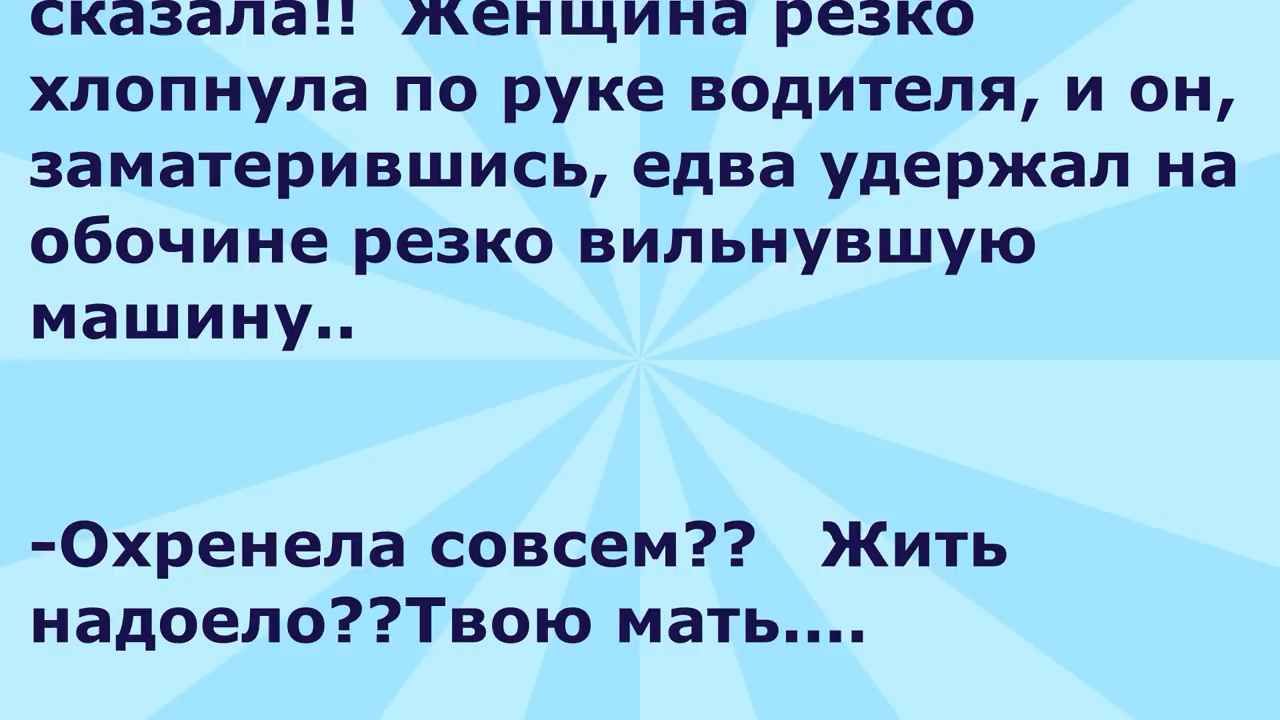 сказала!!  Женщина резко
хлопнула по руке водителя, и он,
заматерившись, едва удержал на
обочине резко вильнувшую
машину..
-Охренела совсем??   Жить
надоело??Твою мать....